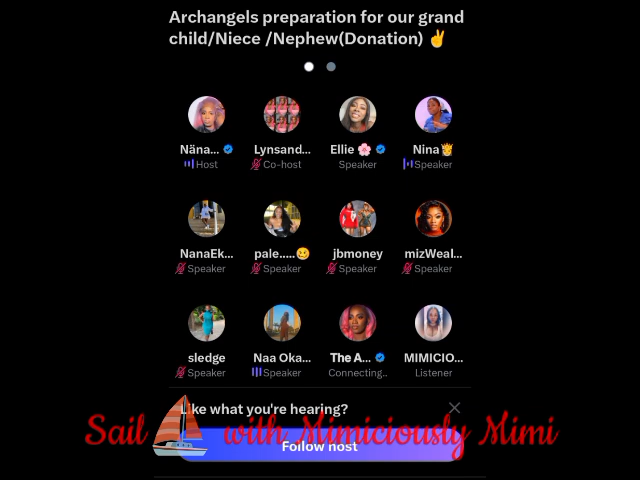 Archangels preparation for our grand
child/Niece /Nephew(Donation) ✌️
Näna... Lynsand... Ellie 🌸 Nina
Host Co-host Speaker Speaker
NanaEk... pale.....🥲 jbmoney mizWeal...
Speaker Speaker Speaker Speaker
sledge Naa Oka... The A... MIMICIO...
Speaker Speaker Connecting.. Listener
Like what you're hearing?
Sail with Mimiciously Mimi
Follow host